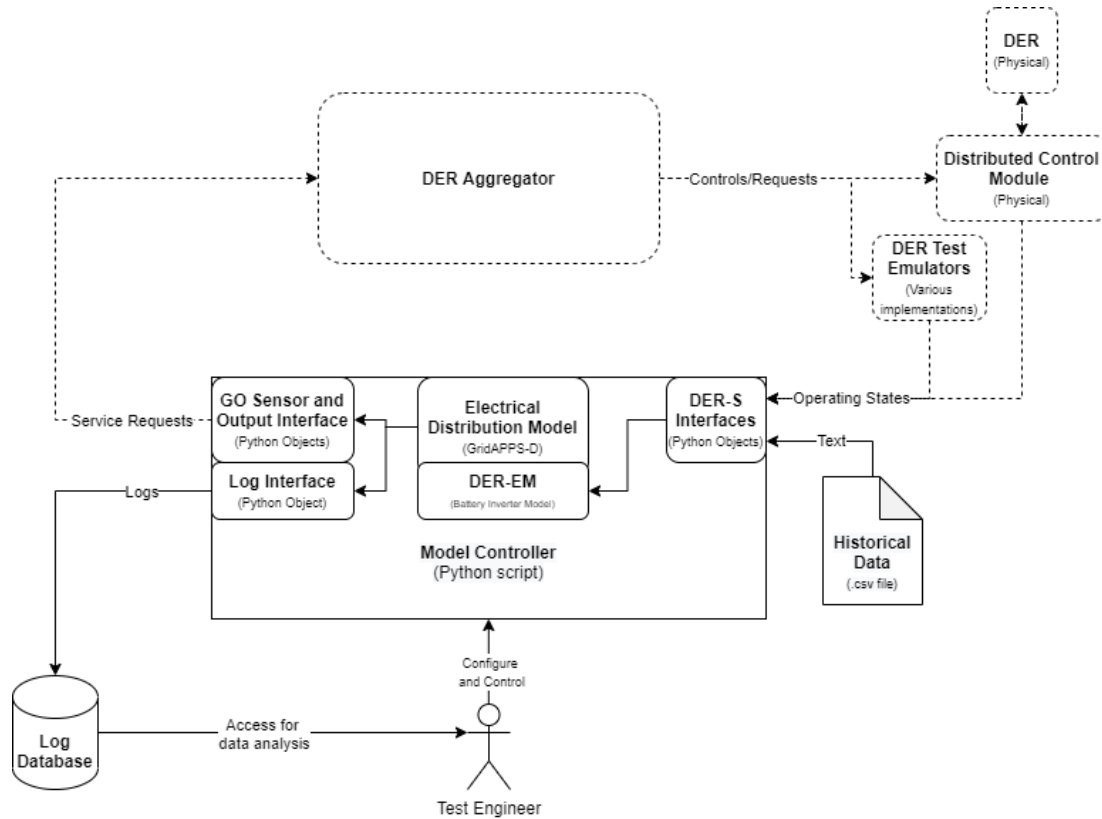 DER
(Physical)
DER Aggregator
Controls/Requests
Distributed Control
Module
(Physical)
DER Test
Emulators
(Various
implementations)
GO Sensor and
Output Interface
(Python Objects)
Electrical
Distribution Model
(GridAPPS-D)
DER-S
Interfaces
(Python Objects)
Operating States
Service Requests
Text
Log Interface
(Python Object)
DER-EM
(Battery Inverter Model)
Logs
Historical
Data
(.csv file)
Model Controller
(Python script)
Configure
and Control
Log
Database
Access for
data analysis
Test Engineer